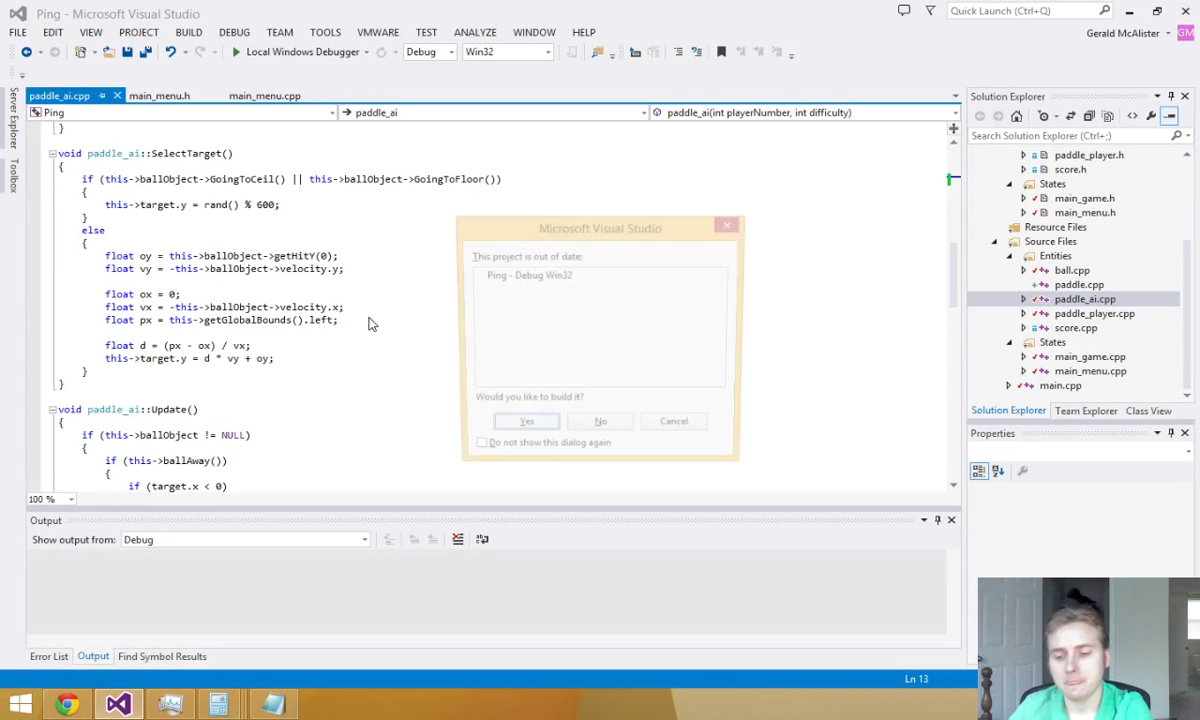 Ping - Microsoft Visual Studio
Quick Launch (Ctrl+;)
FILE EDIT VIEW PROJECT BUILD DEBUG TEAM TOOLS VMWARE TEST ANALYZE WINDOW HELP
Gerald McAlister GM
Local Windows Debugger Debug Win32
Server Explorer
Toolbox
paddle_ai.cpp main_menu.h main_menu.cpp
Ping paddle_ai paddle_ai(int playerNumber, int difficulty)
}
void paddle_ai::SelectTarget()
{
if (this->ballObject->GoingToCeil() || this->ballObject->GoingToFloor())
{
this->target.y = rand() % 600;
}
else
{
float oy = this->ballObject->getHitY(0);
float vy = -this->ballObject->velocity.y;
float ox = 0;
float vx = -this->ballObject->velocity.x;
float px = this->getGlobalBounds().left;
float d = (px - ox) / vx;
this->target.y = d * vy + oy;
}
}
void paddle_ai::Update()
{
if (this->ballObject != NULL)
{
if (this->ballAway())
{
if (target.x < 0)
100 %
Microsoft Visual Studio
This project is out of date:
Ping - Debug Win32
Would you like to build it?
Yes No Cancel
Do not show this dialog again
Solution Explorer
Search Solution Explorer (Ctrl+;)
paddle_player.h
score.h
States
main_game.h
main_menu.h
Resource Files
Source Files
Entities
ball.cpp
paddle.cpp
paddle_ai.cpp
paddle_player.cpp
score.cpp
States
main_game.cpp
main_menu.cpp
main.cpp
Solution Explorer Team Explorer Class View
Properties
Output
Show output from: Debug
Error List Output Find Symbol Results
Ln 13